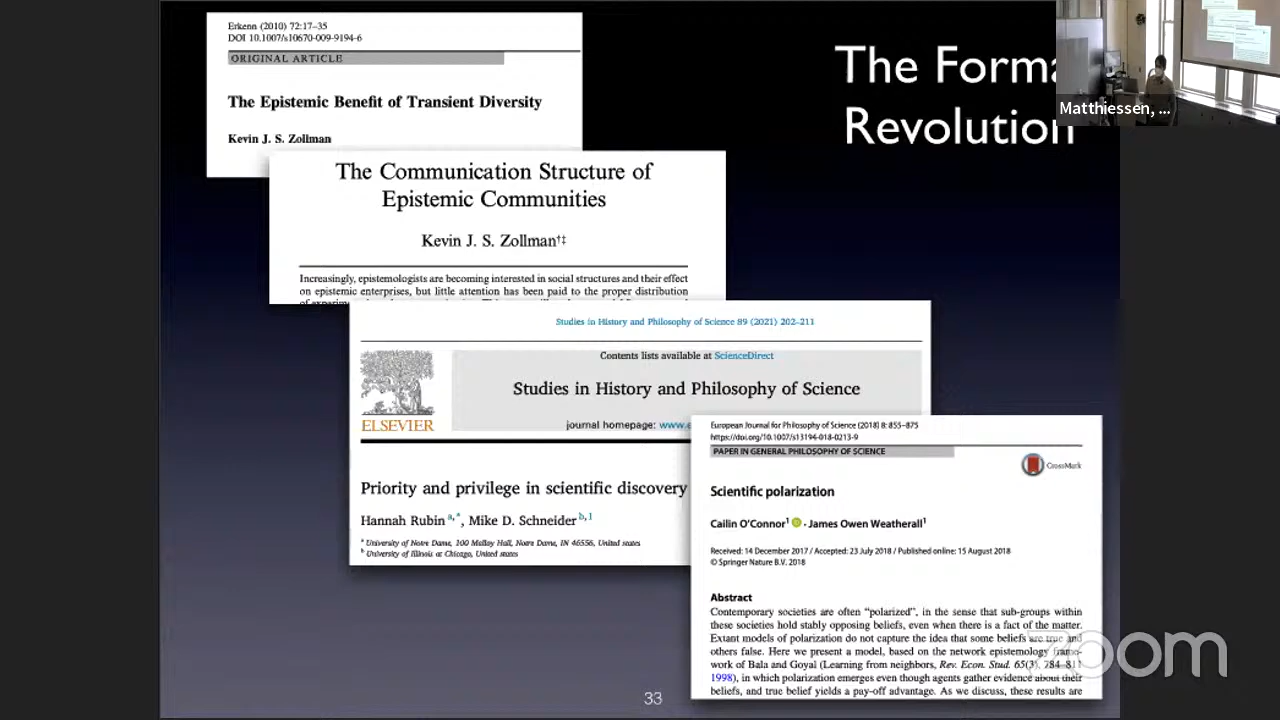 Erkenn (2010) 72:17–35
DOI 10.1007/s10670-009-9194-6
ORIGINAL ARTICLE
The Epistemic Benefit of Transient Diversity
Kevin J. S. Zollman
The Communication Structure of
Epistemic Communities
Kevin J. S. Zollman†‡
Increasingly, epistemologists are becoming interested in social structures and their effect
on epistemic enterprises, but little attention has been paid to the proper distribution
Studies in History and Philosophy of Science 89 (2021) 202–211
Contents lists available at ScienceDirect
Studies in History and Philosophy of Science
journal homepage: www.e
ELSEVIER
Priority and privilege in scientific discovery
Hannah Rubin a,*, Mike D. Schneider b,1
a University of Notre Dame, 100 Malloy Hall, Notre Dame, IN 46556, United states
b University of Illinois at Chicago, United states
European Journal for Philosophy of Science (2018) 8:855–875
https://doi.org/10.1007/s13194-018-0213-9
PAPER IN GENERAL PHILOSOPHY OF SCIENCE
CrossMark
Scientific polarization
Cailin O'Connor1 · James Owen Weatherall1
Received: 14 December 2017 / Accepted: 23 July 2018 / Published online: 15 August 2018
© Springer Nature B.V. 2018
Abstract
Contemporary societies are often "polarized", in the sense that sub-groups within
these societies hold stably opposing beliefs, even when there is a fact of the matter.
Extant models of polarization do not capture the idea that some beliefs are true and
others false. Here we present a model, based on the network epistemology frame-
work of Bala and Goyal (Learning from neighbors, Rev. Econ. Stud. 65(3), 784–811
1998), in which polarization emerges even though agents gather evidence about their
beliefs, and true belief yields a pay-off advantage. As we discuss, these results are
The Forma
Revolution
Matthiessen, ...
33
zoom